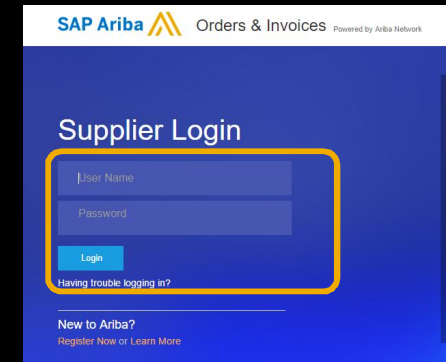 SAP Ariba Orders & Invoices Powered by Ariba Network
Supplier Login
User Name
Password
Login
Having trouble logging in?
New to Ariba?
Register Now or Learn More